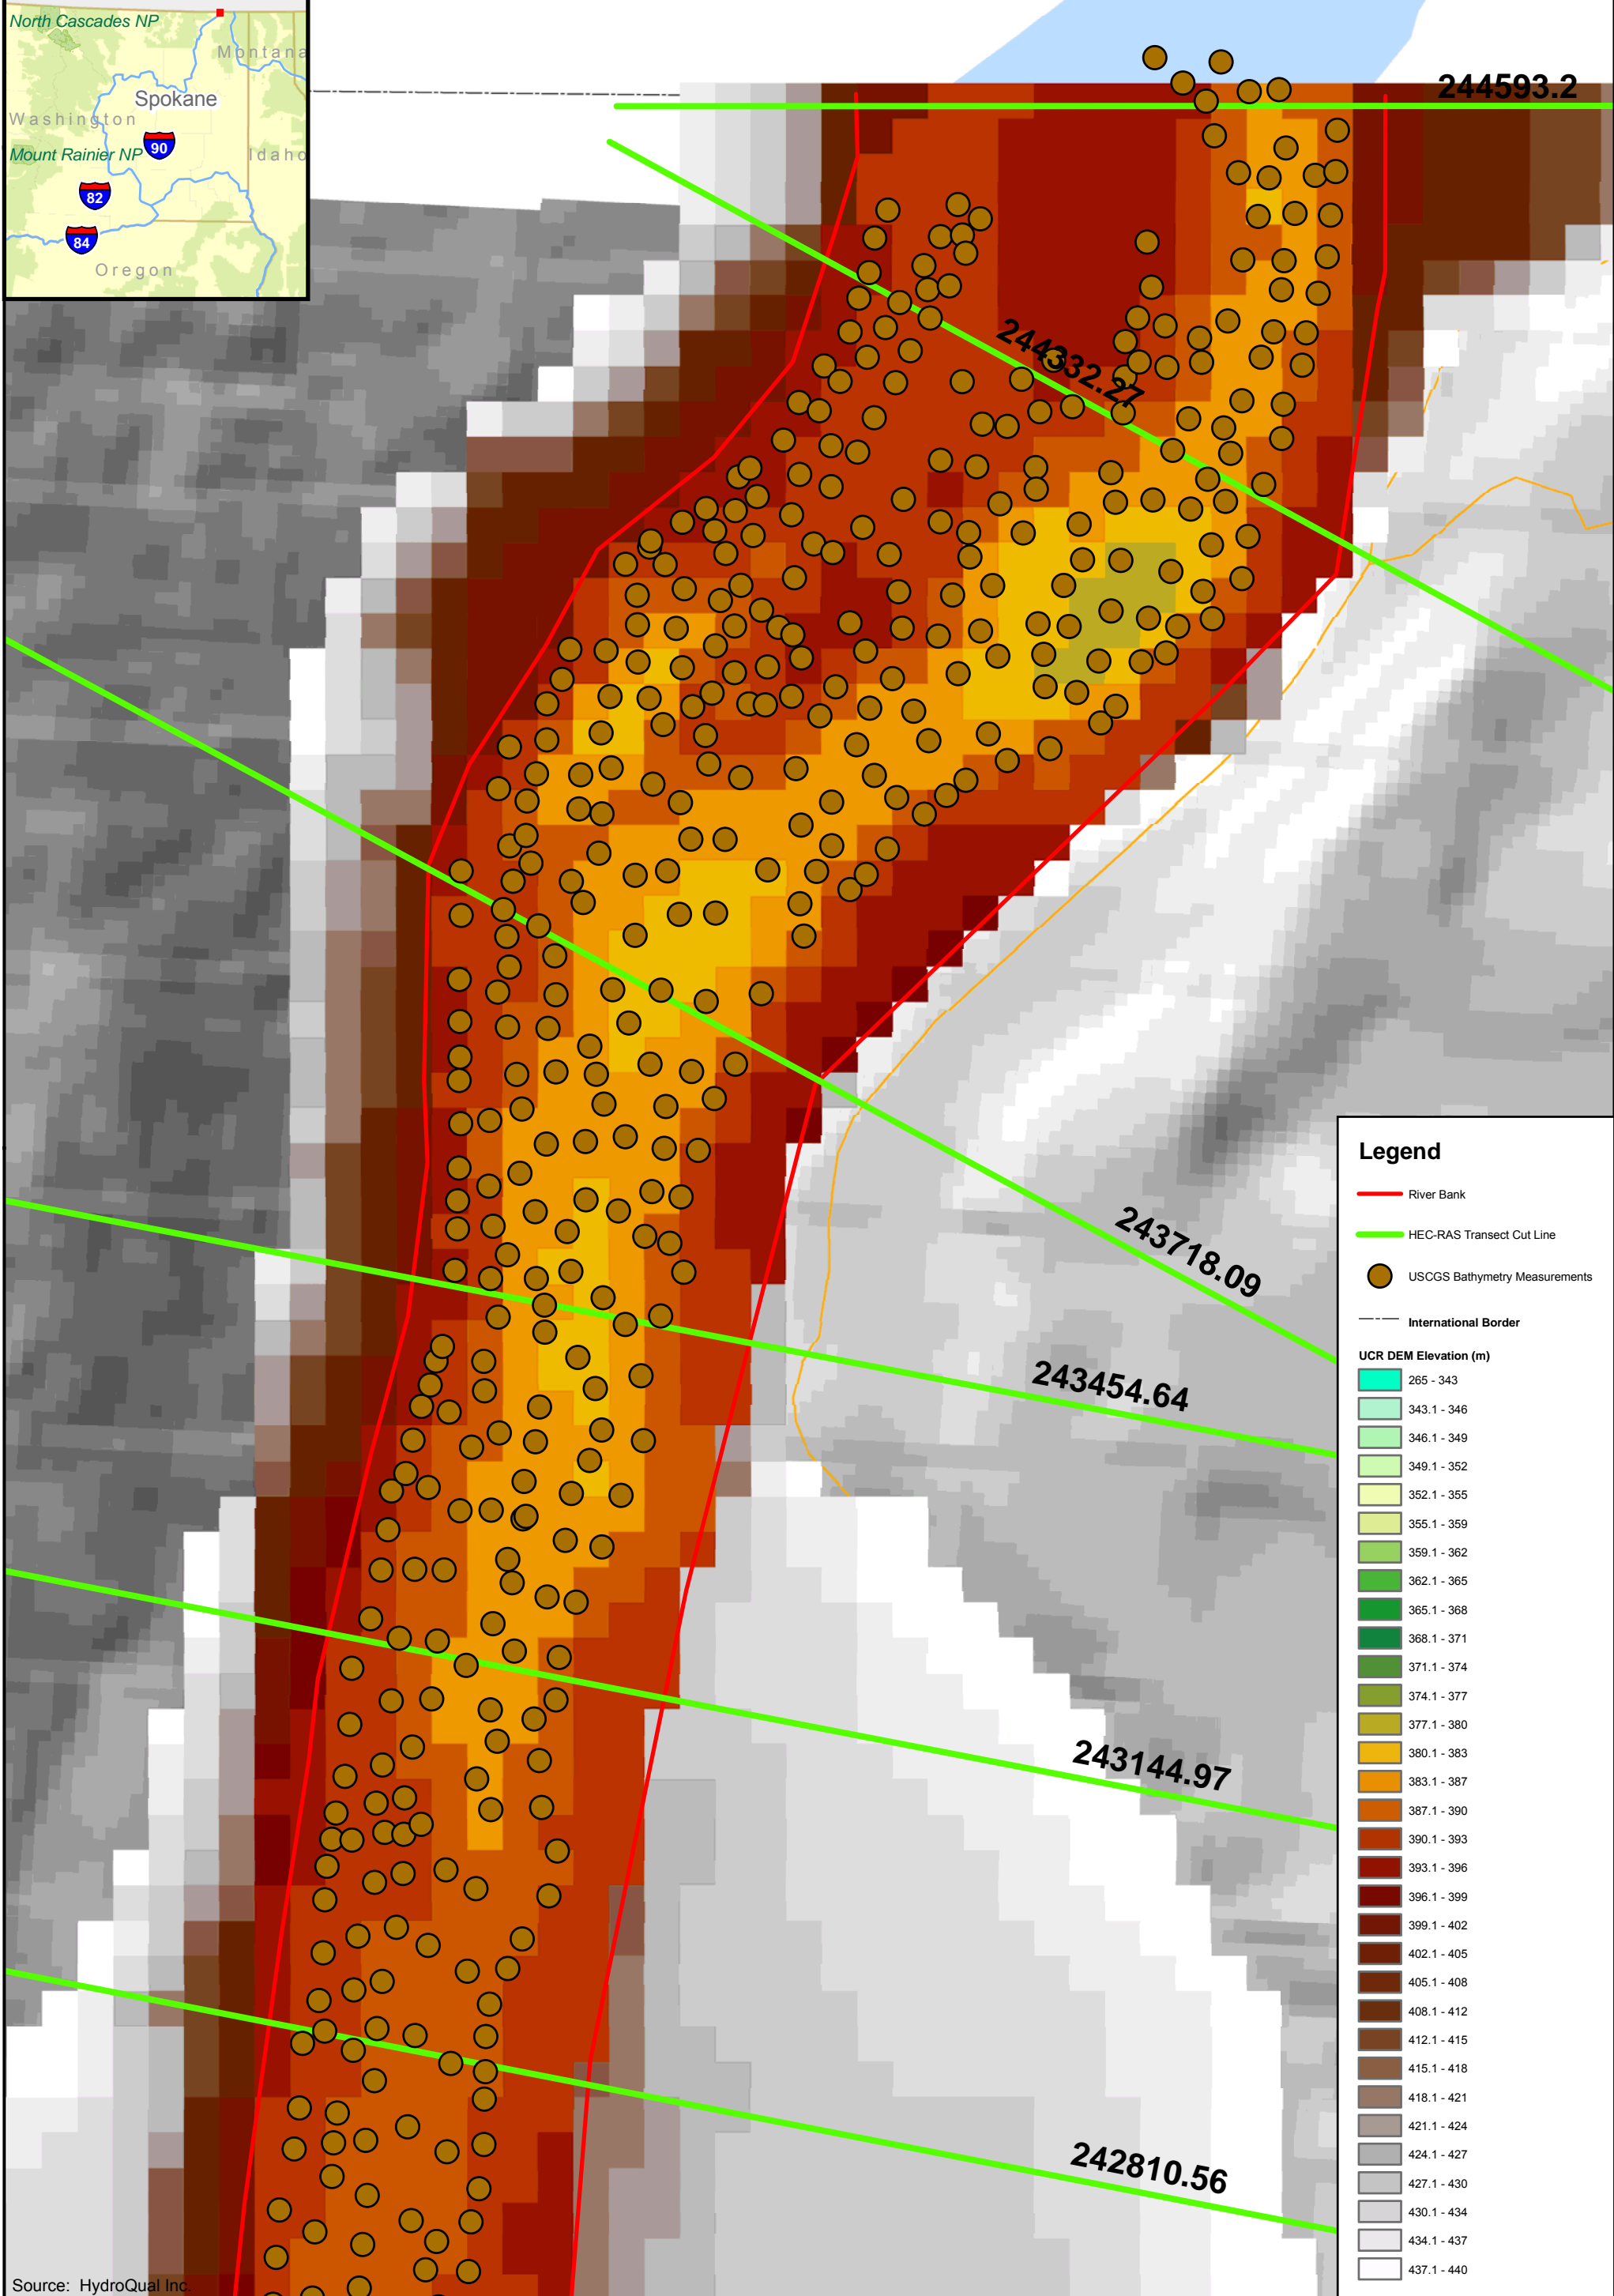 North Cascades NP
Montana
Spokane
Washington
Mount Rainier NP
90
Idaho
82
84
Oregon
244593.2
244332.27
243718.09
243454.64
243144.97
242810.56
Legend
River Bank
HEC-RAS Transect Cut Line
USCGS Bathymetry Measurements
International Border
UCR DEM Elevation (m)
265 - 343
343.1 - 346
346.1 - 349
349.1 - 352
352.1 - 355
355.1 - 359
359.1 - 362
362.1 - 365
365.1 - 368
368.1 - 371
371.1 - 374
374.1 - 377
377.1 - 380
380.1 - 383
383.1 - 387
387.1 - 390
390.1 - 393
393.1 - 396
396.1 - 399
399.1 - 402
402.1 - 405
405.1 - 408
408.1 - 412
412.1 - 415
415.1 - 418
418.1 - 421
421.1 - 424
424.1 - 427
427.1 - 430
430.1 - 434
434.1 - 437
437.1 - 440
Source: HydroQual Inc.